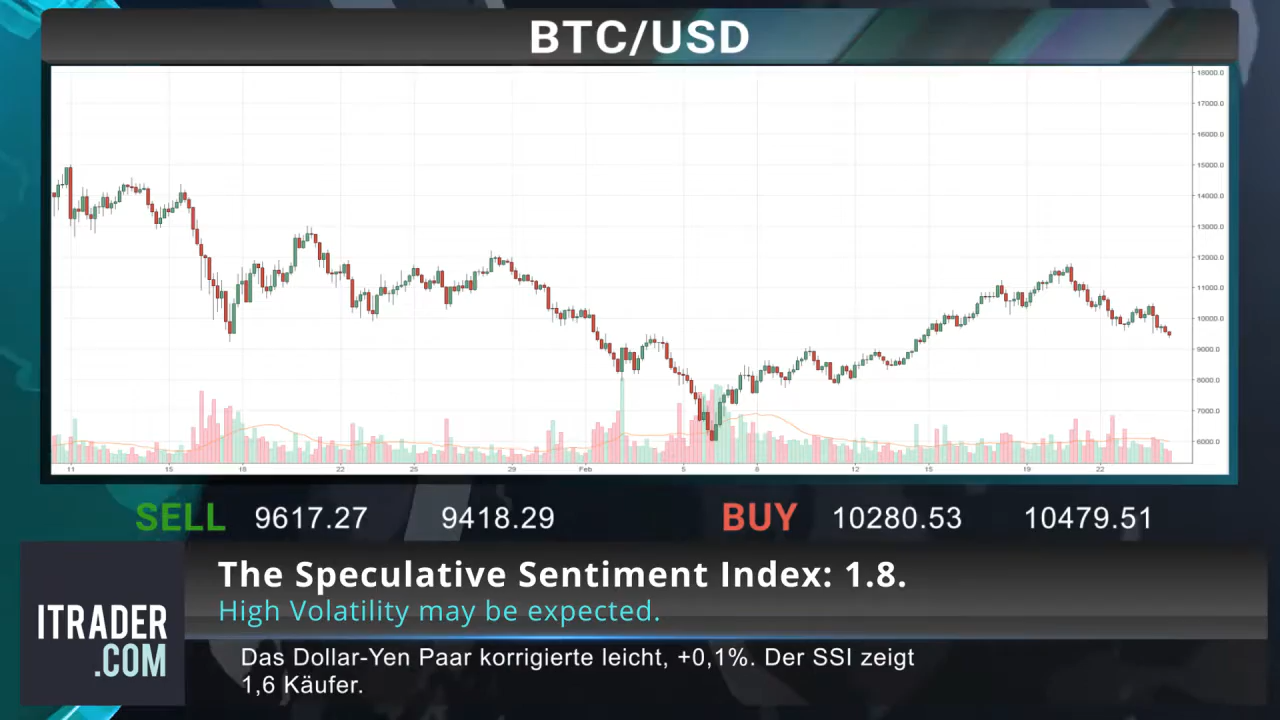 BTC/USD
18000.0
17000.0
16000.0
15000.0
14000.0
13000.0
12000.0
11000.0
10000.0
9000.0
8000.0
7000.0
6000.0
11 15 18 22 25 29 Feb 5 8 12 15 19 22
SELL 9617.27 9418.29 BUY 10280.53 10479.51
The Speculative Sentiment Index: 1.8.
High Volatility may be expected.
ITRADER
.COM
Das Dollar-Yen Paar korrigierte leicht, +0,1%. Der SSI zeigt
1,6 Käufer.